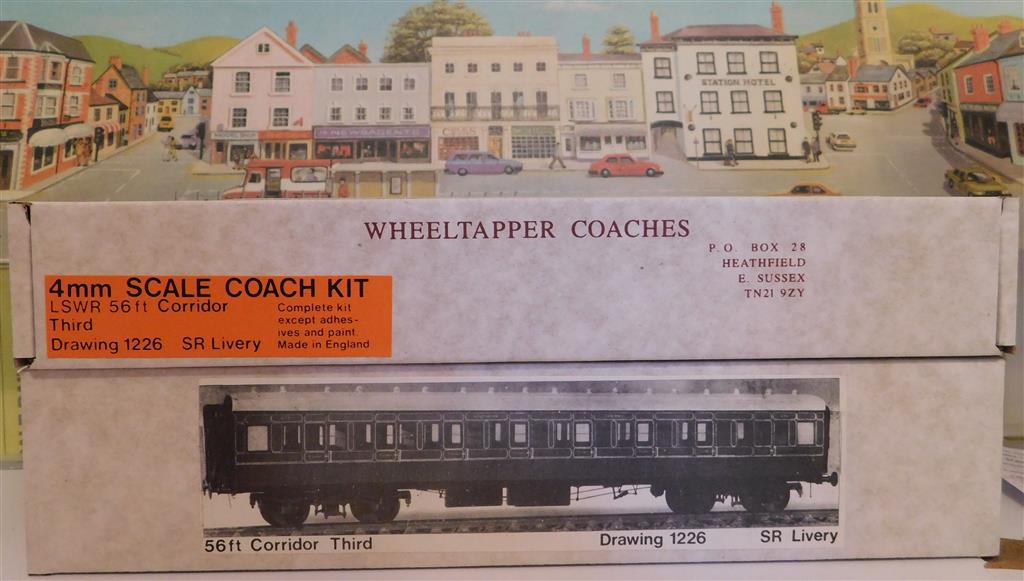 NEWSAGENTS
STATION HOTEL
WHEELTAPPER COACHES
P.O. BOX 28
HEATHFIELD
E. SUSSEX
TN21 9ZY
4mm SCALE COACH KIT
LSWR 56ft Corridor
Third
Drawing 1226 SR Livery
Complete kit
except adhes-
ives and paint.
Made in England
56ft Corridor Third Drawing 1226 SR Livery